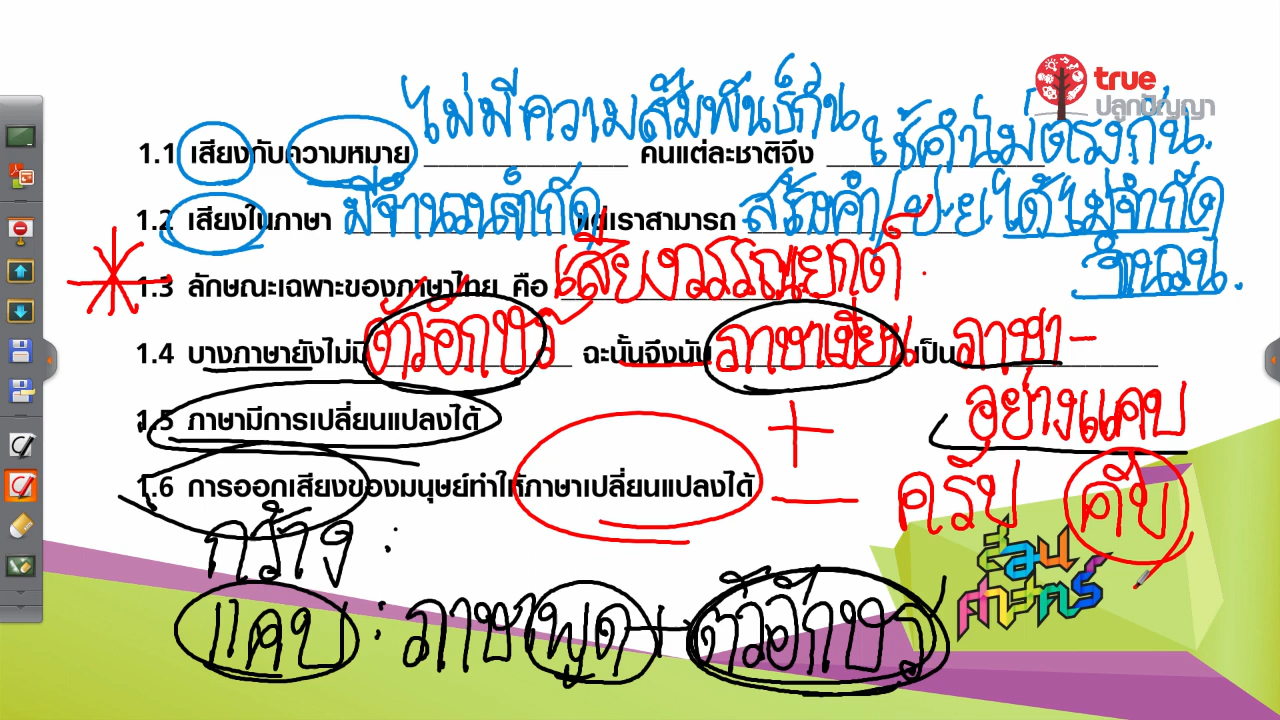 true
ปลูกปัญญา
ไม่มีความสัมพันธ์กัน ใช้คำไม่ตรงกัน.
1.1 เสียงกับความหมาย ______________ คนแต่ละชาติจึง ______________
1.2 เสียงในภาษา มีจำนวนจำกัด แต่เราสามารถ สร้างคำ/ปย.ได้ไม่จำกัด
จำนวน.
1.3 ลักษณะเฉพาะของภาษาไทย คือ เสียงวรรณยุกต์
1.4 บางภาษายังไม่มี ตัวอักษร ฉะนั้นจึงนับ ภาษาเขียน เป็น ภาษา-
อย่างแคบ
1.5 ภาษามีการเปลี่ยนแปลงได้ +
1.6 การออกเสียงของมนุษย์ทำให้ภาษาเปลี่ยนแปลงได้ - ครับ คับ
กว้าง :
แคบ : ภาษาพูด + ตัวอักษร
สอนศาสตร์